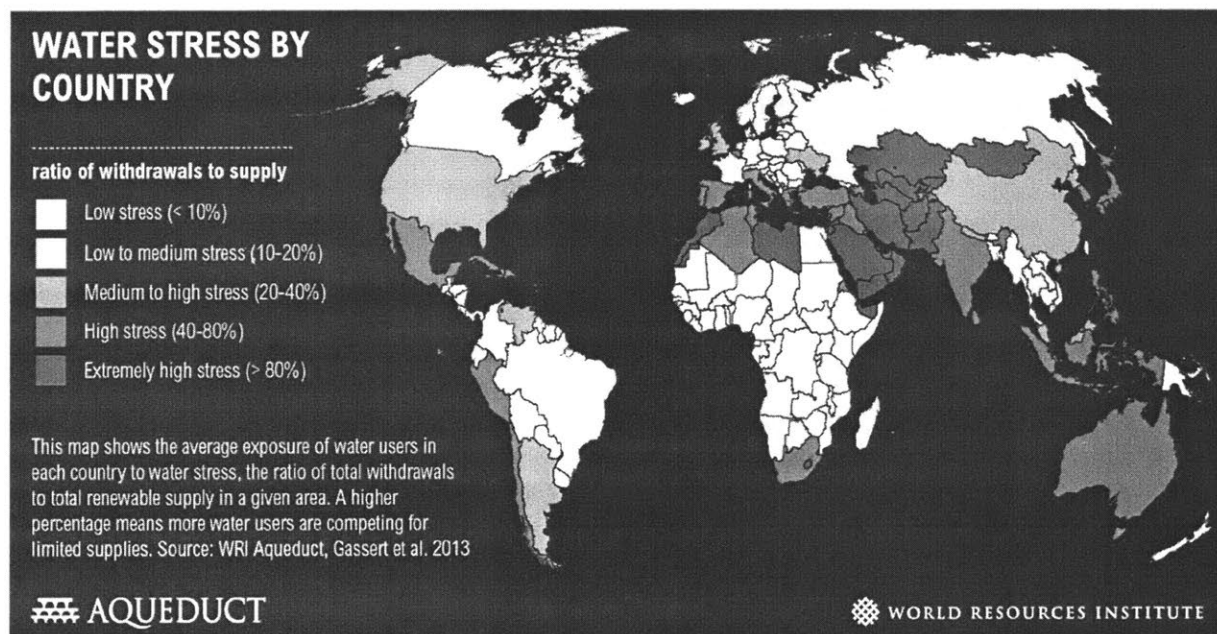 WATER STRESS BY
COUNTRY
ratio of withdrawals to supply
Low stress (< 10%)
Low to medium stress (10-20%)
Medium to high stress (20-40%)
High stress (40-80%)
Extremely high stress (> 80%)
This map shows the average exposure of water users in
each country to water stress, the ratio of total withdrawals
to total renewable supply in a given area. A higher
percentage means more water users are competing for
limited supplies. Source: WRI Aqueduct, Gassert et al. 2013
AQUEDUCT
WORLD RESOURCES INSTITUTE